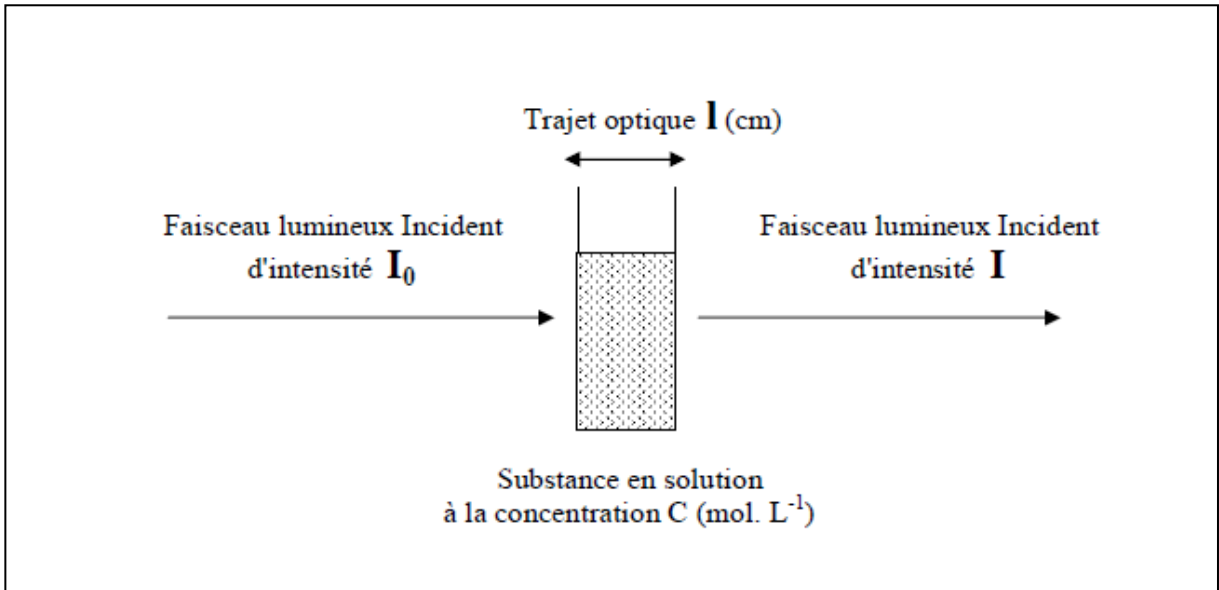 Trajet optique l (cm)
Faisceau lumineux Incident
d'intensité I₀
Faisceau lumineux Incident
d'intensité I
Substance en solution
à la concentration C (mol. L⁻¹)